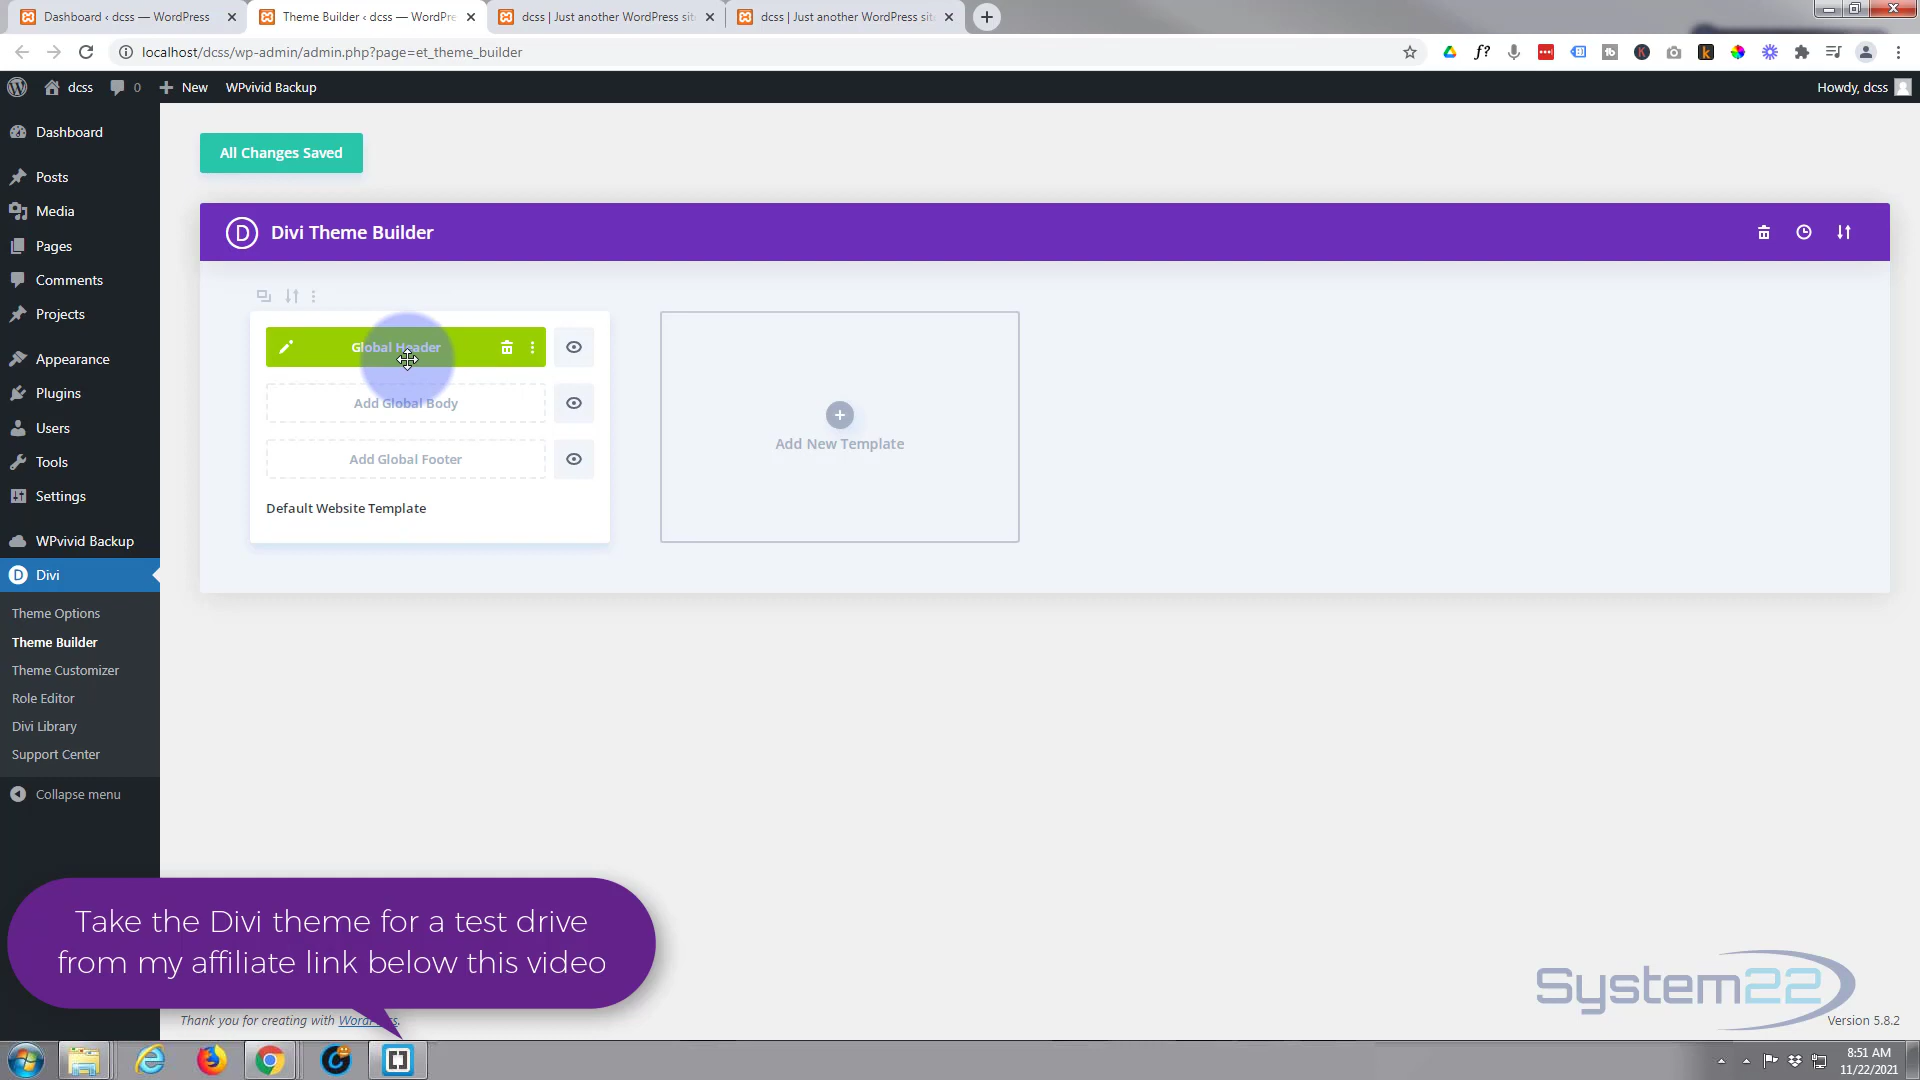 Dashboard ‹ dcss — WordPress
Theme Builder ‹ dcss — WordPre
dcss | Just another WordPress sit
dcss | Just another WordPress sit
localhost/dcss/wp-admin/admin.php?page=et_theme_builder
dcss
0
New
WPvivid Backup
Howdy, dcss
Dashboard
Posts
Media
Pages
Comments
Projects
Appearance
Plugins
Users
Tools
Settings
WPvivid Backup
Divi
Theme Options
Theme Builder
Theme Customizer
Role Editor
Divi Library
Support Center
Collapse menu
All Changes Saved
D Divi Theme Builder
Global Header
Add Global Body
Add Global Footer
Default Website Template
Add New Template
Take the Divi theme for a test drive
from my affiliate link below this video
Thank you for creating with WordPress.
System22
Version 5.8.2
8:51 AM
11/22/2021